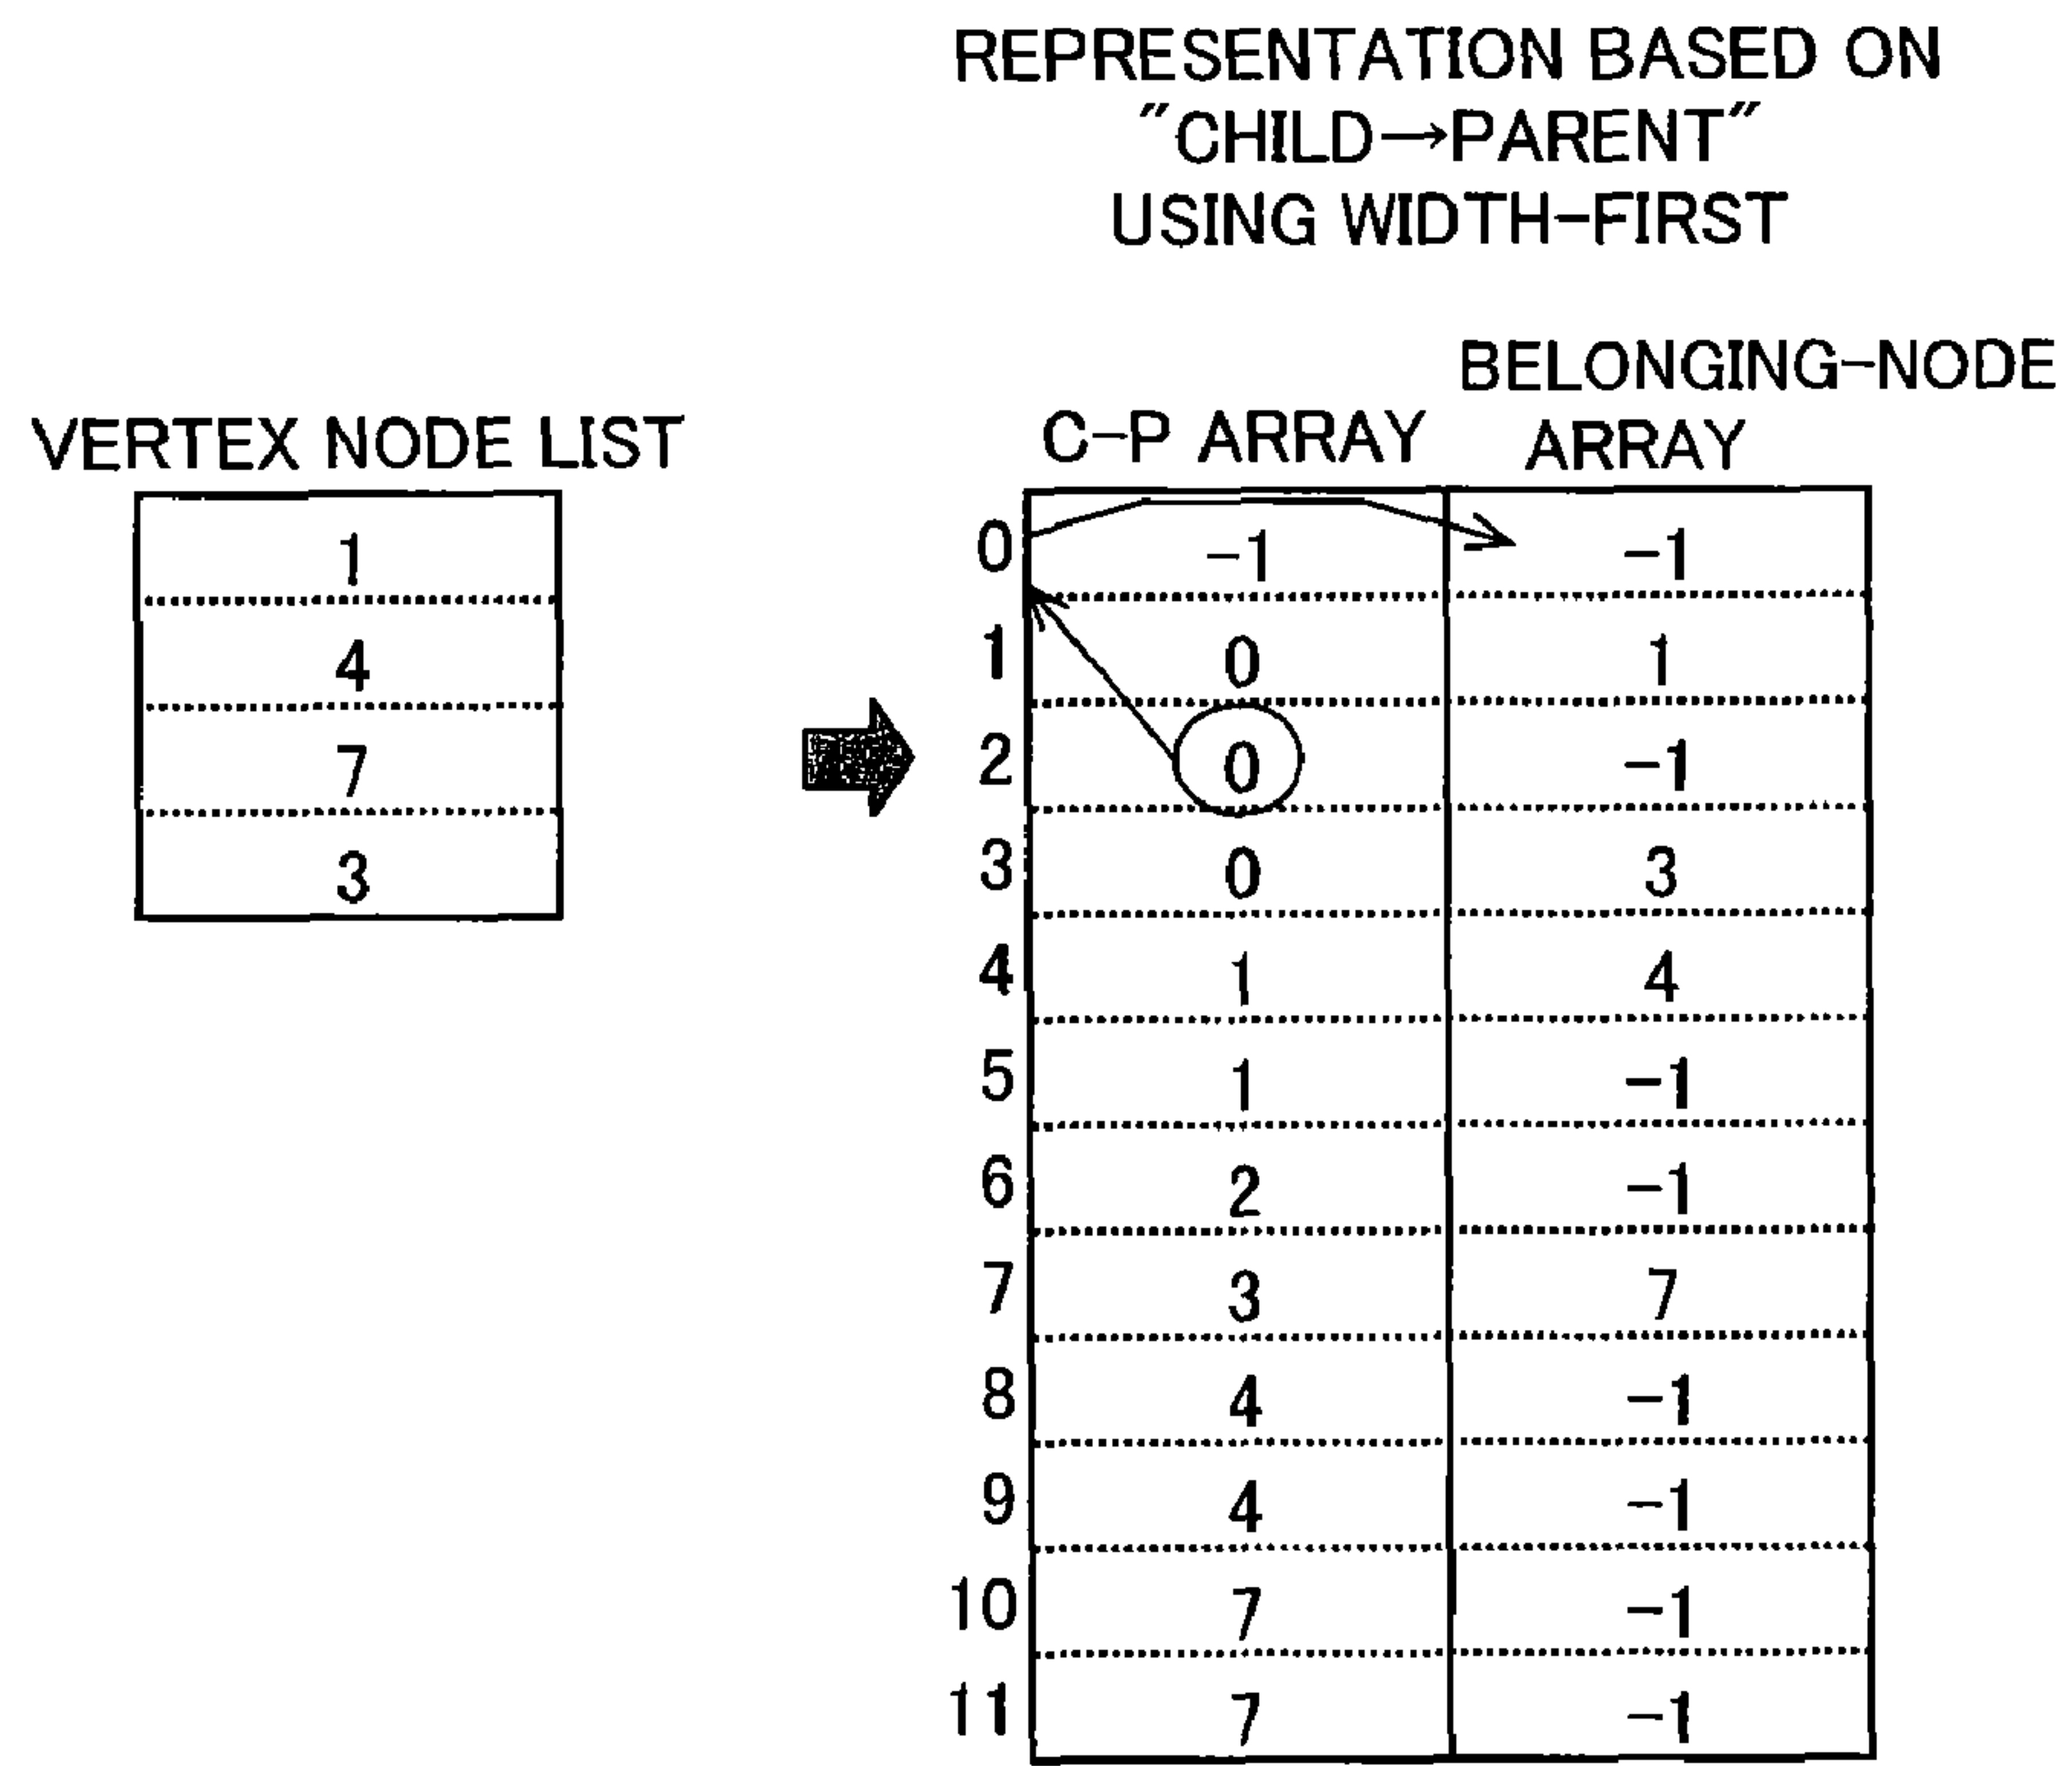 REPRESENTATION BASED ON
"CHILD→PARENT"
USING WIDTH-FIRST
VERTEX NODE LIST
1
4
7
3
C-P ARRAY
BELONGING-NODE
ARRAY
0 -1 -1
1 0 1
2 0 -1
3 0 3
4 1 4
5 1 -1
6 2 -1
7 3 7
8 4 -1
9 4 -1
10 7 -1
11 7 -1